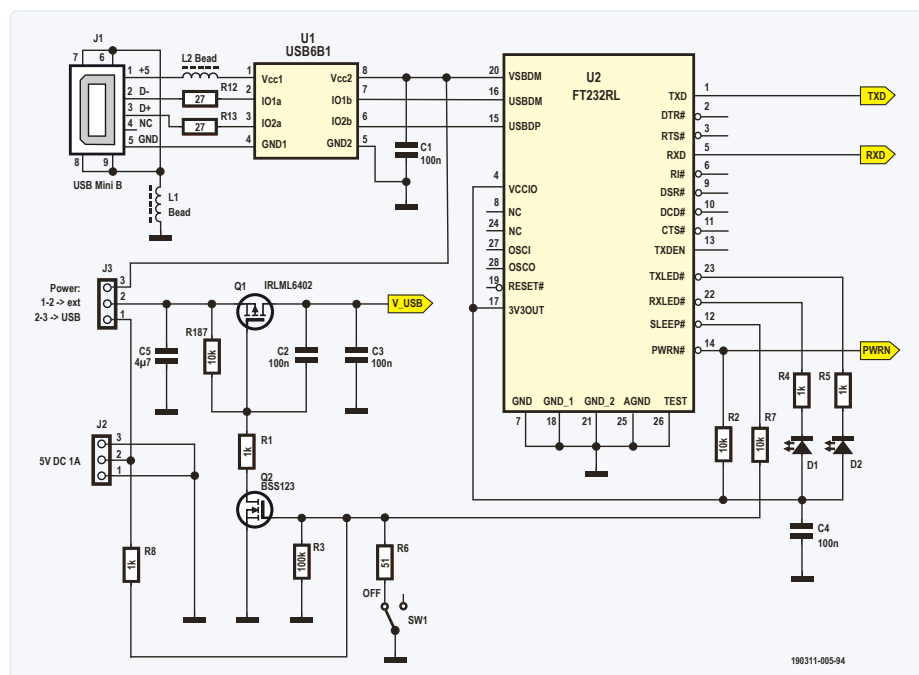 J1
7 6
1 +5
2 D-
3 D+
4 NC
5 GND
8 9
USB Mini B
L2 Bead
R12
27
R13
27
L1
Bead
U1
USB6B1
1 Vcc1 Vcc2 8
2 IO1a IO1b 7
3 IO2a IO2b 6
4 GND1 GND2 5
C1
100n
U2
FT232RL
20 VSBDM
16 USBDM
15 USBDP
4 VCCIO
8 NC
24 NC
27 OSCI
28 OSCO
19 RESET#
17 3V3OUT
TXD 1
DTR# 2
RTS# 3
RXD 5
RI# 6
DSR# 9
DCD# 10
CTS# 11
TXDEN 13
TXLED# 23
RXLED# 22
SLEEP# 12
PWRN# 14
GND GND_1 GND_2 AGND TEST
7 18 21 25 26
TXD
RXD
PWRN
J3
Power:
1-2 -> ext
2-3 -> USB
3
2
1
Q1 IRLML6402
V_USB
C5
4µ7
R187
10k
C2
100n
C3
100n
R4
1k
R5
1k
R2
10k
R7
10k
D1 D2
C4
100n
J2
5V DC 1A
3
2
1
R1
1k
Q2
BSS123
R8
1k
R3
100k
R6
51
OFF
SW1
190311-005-94